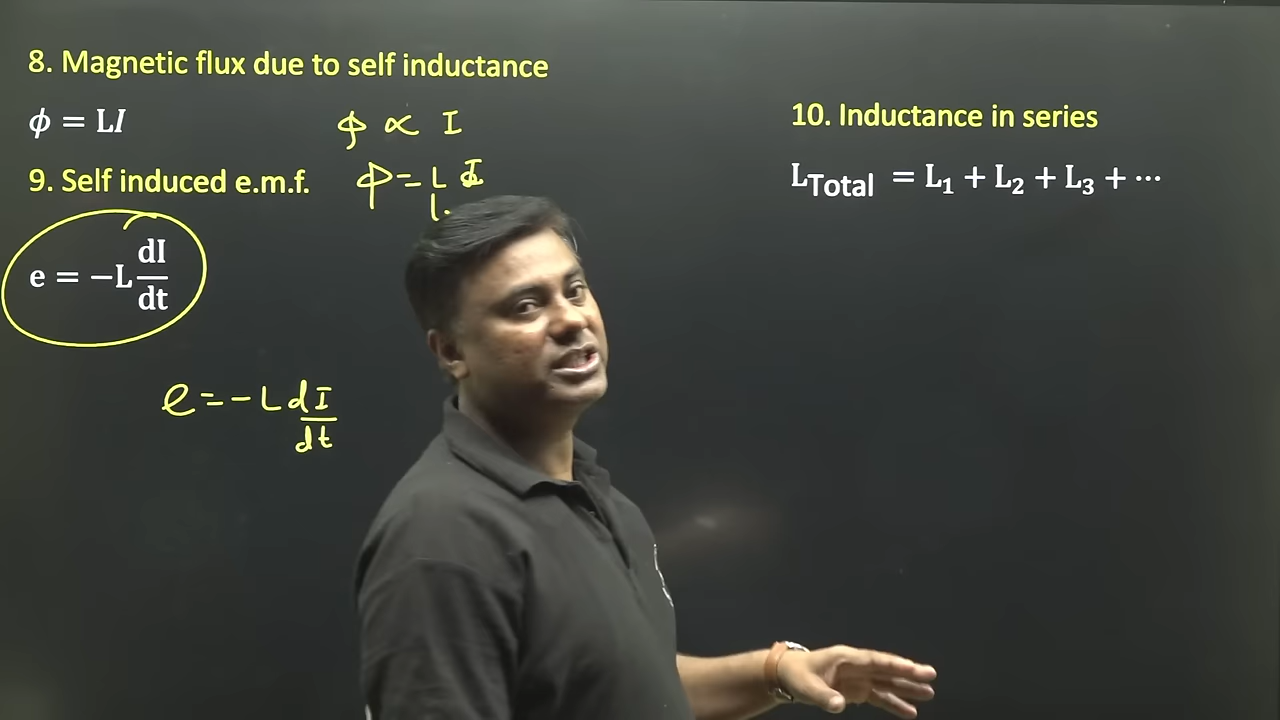 8. Magnetic flux due to self inductance
ϕ = LI
ϕ ∝ I
9. Self induced e.m.f.
ϕ = L I
L
e = −L dI/dt
e = −L dI/dt
10. Inductance in series
L_Total = L₁ + L₂ + L₃ + ⋯